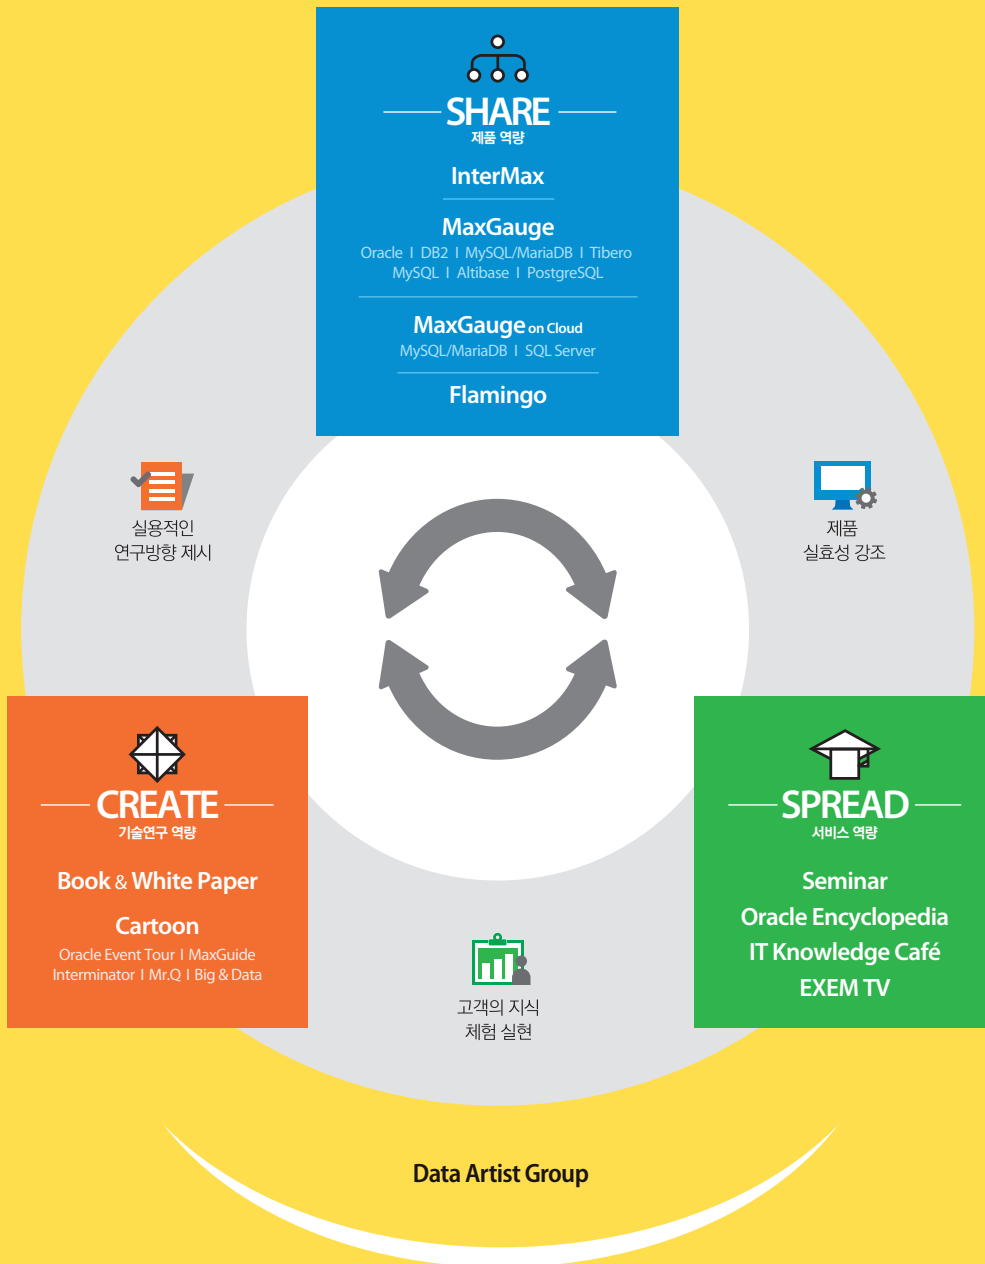 SHARE
제품 역량
InterMax
MaxGauge
Oracle I DB2 I MySQL/MariaDB I Tibero
MySQL I Altibase I PostgreSQL
MaxGauge on Cloud
MySQL/MariaDB I SQL Server
Flamingo
실용적인
연구방향 제시
제품
실효성 강조
CREATE
기술연구 역량
Book & White Paper
Cartoon
Oracle Event Tour I MaxGuide
Interminator I Mr.Q I Big & Data
SPREAD
서비스 역량
Seminar
Oracle Encyclopedia
IT Knowledge Café
EXEM TV
고객의 지식
체험 실현
Data Artist Group